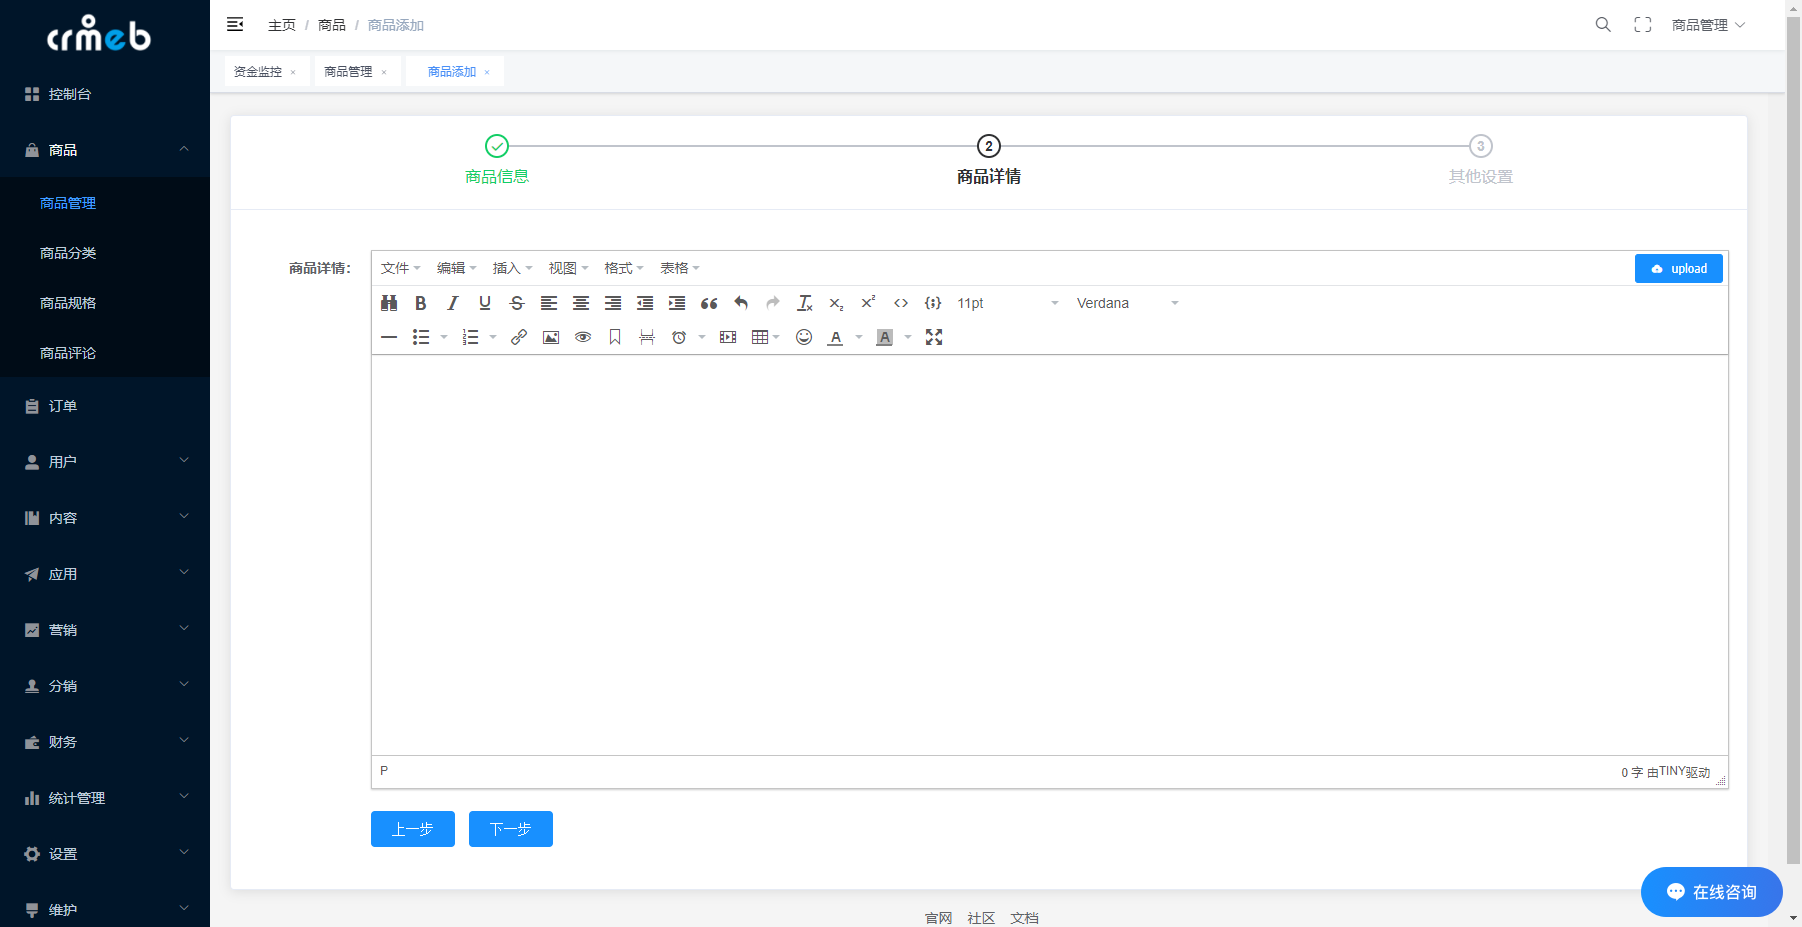 crmeb
控制台
商品
商品管理
商品分类
商品规格
商品评论
订单
用户
内容
应用
营销
分销
财务
统计管理
设置
维护
主页 / 商品 / 商品添加
商品管理
资金监控 × 商品管理 × 商品添加 ×
2 3
商品信息 商品详情 其他设置
商品详情：
文件 编辑 插入 视图 格式 表格
upload
11pt Verdana
P
0 字 由TINY驱动
上一步 下一步
在线咨询
官网 社区 文档